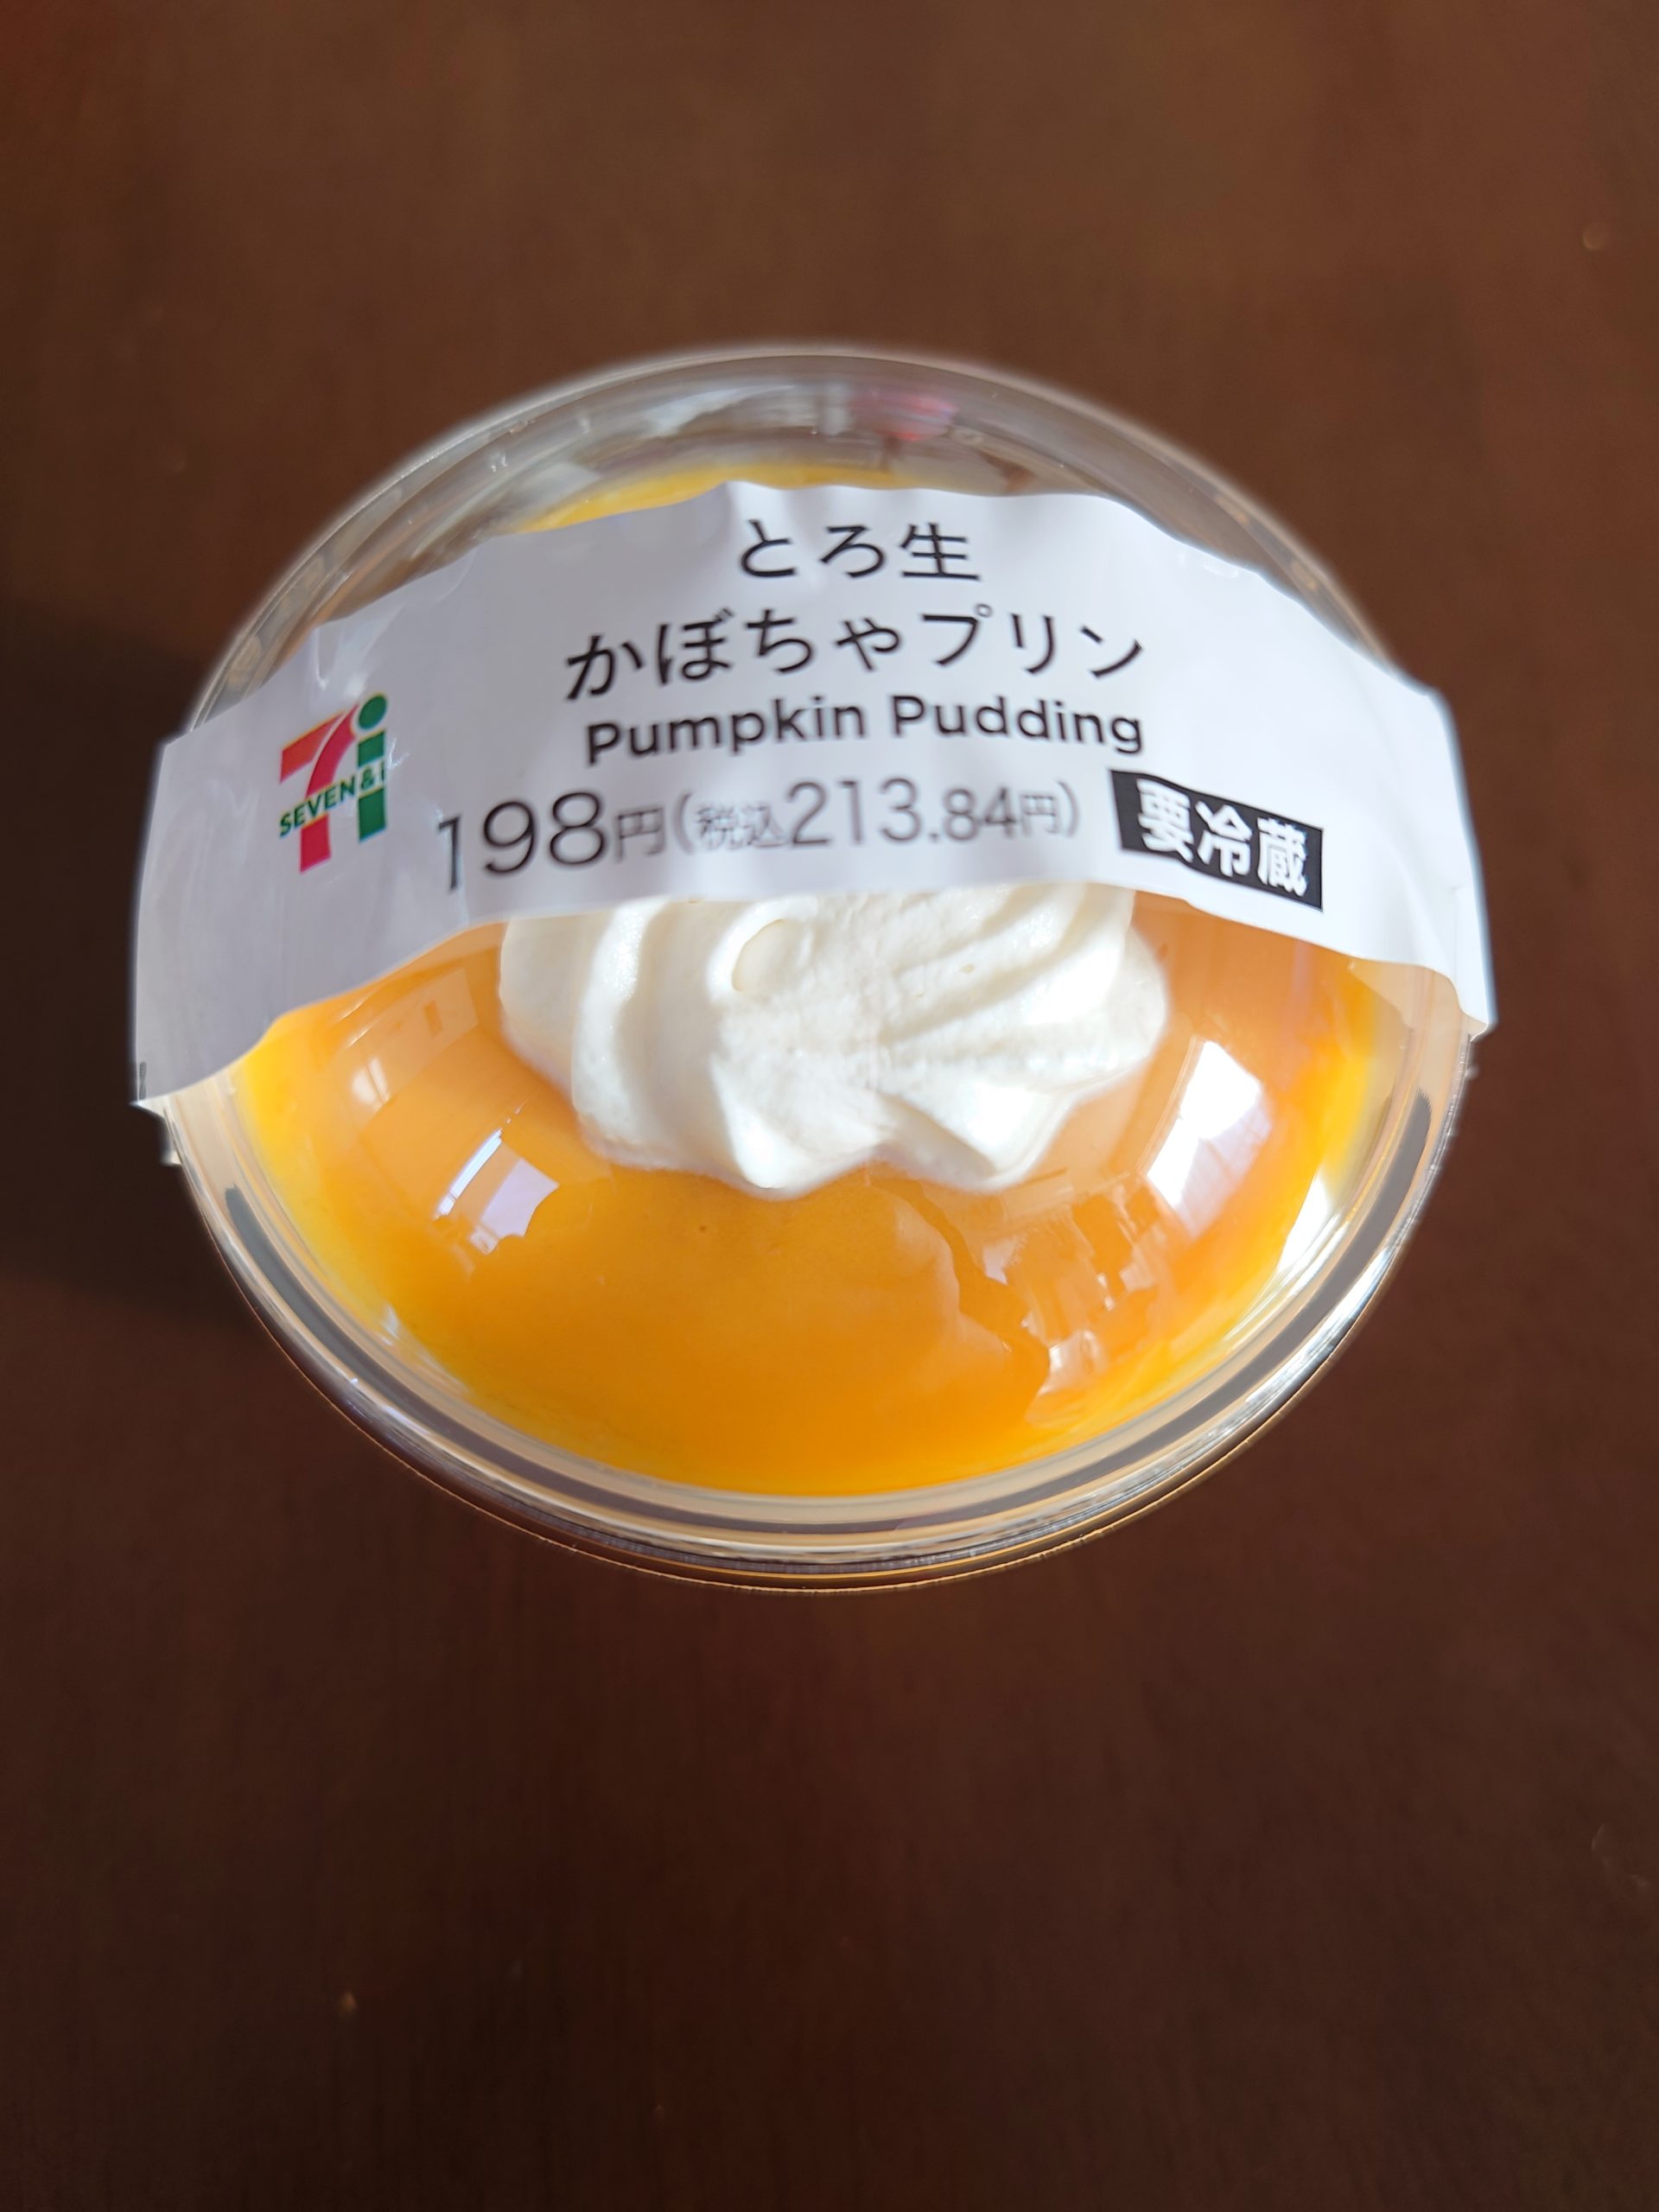 とろ生
かぼちゃプリン
Pumpkin Pudding
SEVEN&i
198円(税込213.84円)
要冷蔵